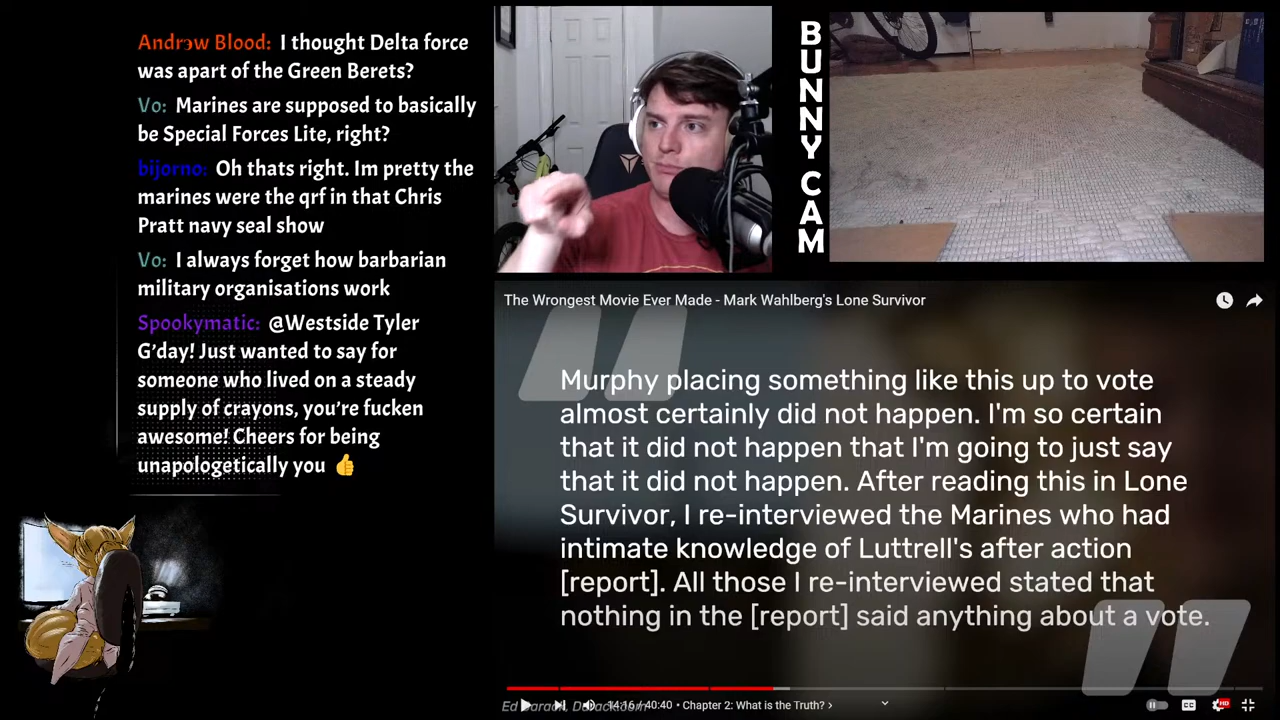 Andrɘw Blood: I thought Delta force
was apart of the Green Berets?
Vo: Marines are supposed to basically
be Special Forces Lite, right?
bijorno: Oh thats right. Im pretty the
marines were the qrf in that Chris
Pratt navy seal show
Vo: I always forget how barbarian
military organisations work
Spookymatic: @Westside Tyler
G’day! Just wanted to say for
someone who lived on a steady
supply of crayons, you’re fucken
awesome! Cheers for being
unapologetically you 👍
BUNNY CAM
The Wrongest Movie Ever Made - Mark Wahlberg's Lone Survivor
Murphy placing something like this up to vote
almost certainly did not happen. I'm so certain
that it did not happen that I'm going to just say
that it did not happen. After reading this in Lone
Survivor, I re-interviewed the Marines who had
intimate knowledge of Luttrell's after action
[report]. All those I re-interviewed stated that
nothing in the [report] said anything about a vote.
14:16 / 40:40 • Chapter 2: What is the Truth? ›
CC
HD